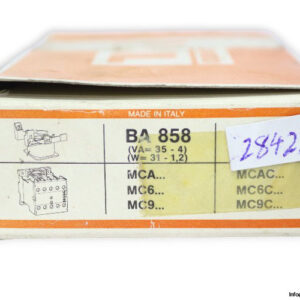 MADE IN ITALY
BA 858
(VA= 35 - 4)
(W= 31 - 1,2)
MCA... MCAC...
MC6... MC6C...
MC9... MC9C...
2842